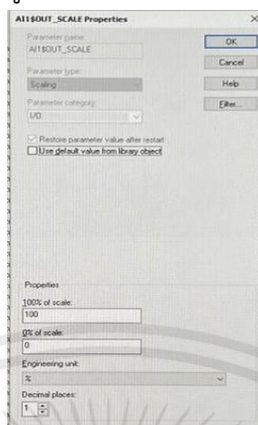 AI1$OUT_SCALE Properties
Parameter name:
AI1$OUT_SCALE
OK
Cancel
Parameter type:
Scaling
Help
Parameter category:
I/O
Filter...
Restore parameter value after restart
Use default value from library object
Properties
100% of scale:
100
0% of scale:
0
Engineering unit:
%
Decimal places:
1